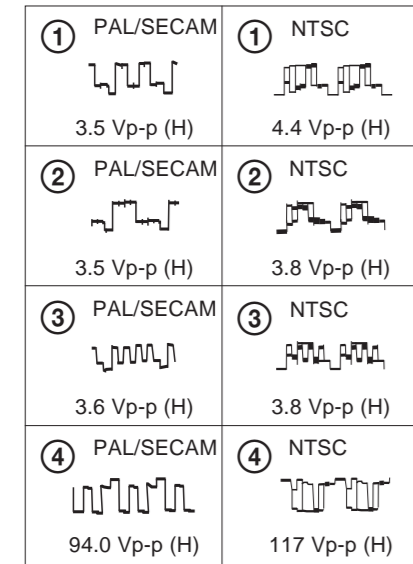 1 PAL/SECAM
3.5 Vp-p (H)
1 NTSC
4.4 Vp-p (H)
2 PAL/SECAM
3.5 Vp-p (H)
2 NTSC
3.8 Vp-p (H)
3 PAL/SECAM
3.6 Vp-p (H)
3 NTSC
3.8 Vp-p (H)
4 PAL/SECAM
94.0 Vp-p (H)
4 NTSC
117 Vp-p (H)